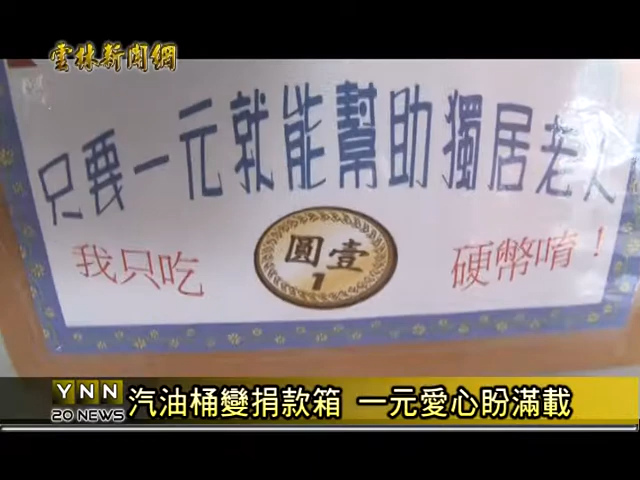 雲林新聞網
只要一元就能幫助獨居老人
我只吃
圓壹
1
硬幣唷！
YNN
20 NEWS
汽油桶變捐款箱 一元愛心盼滿載